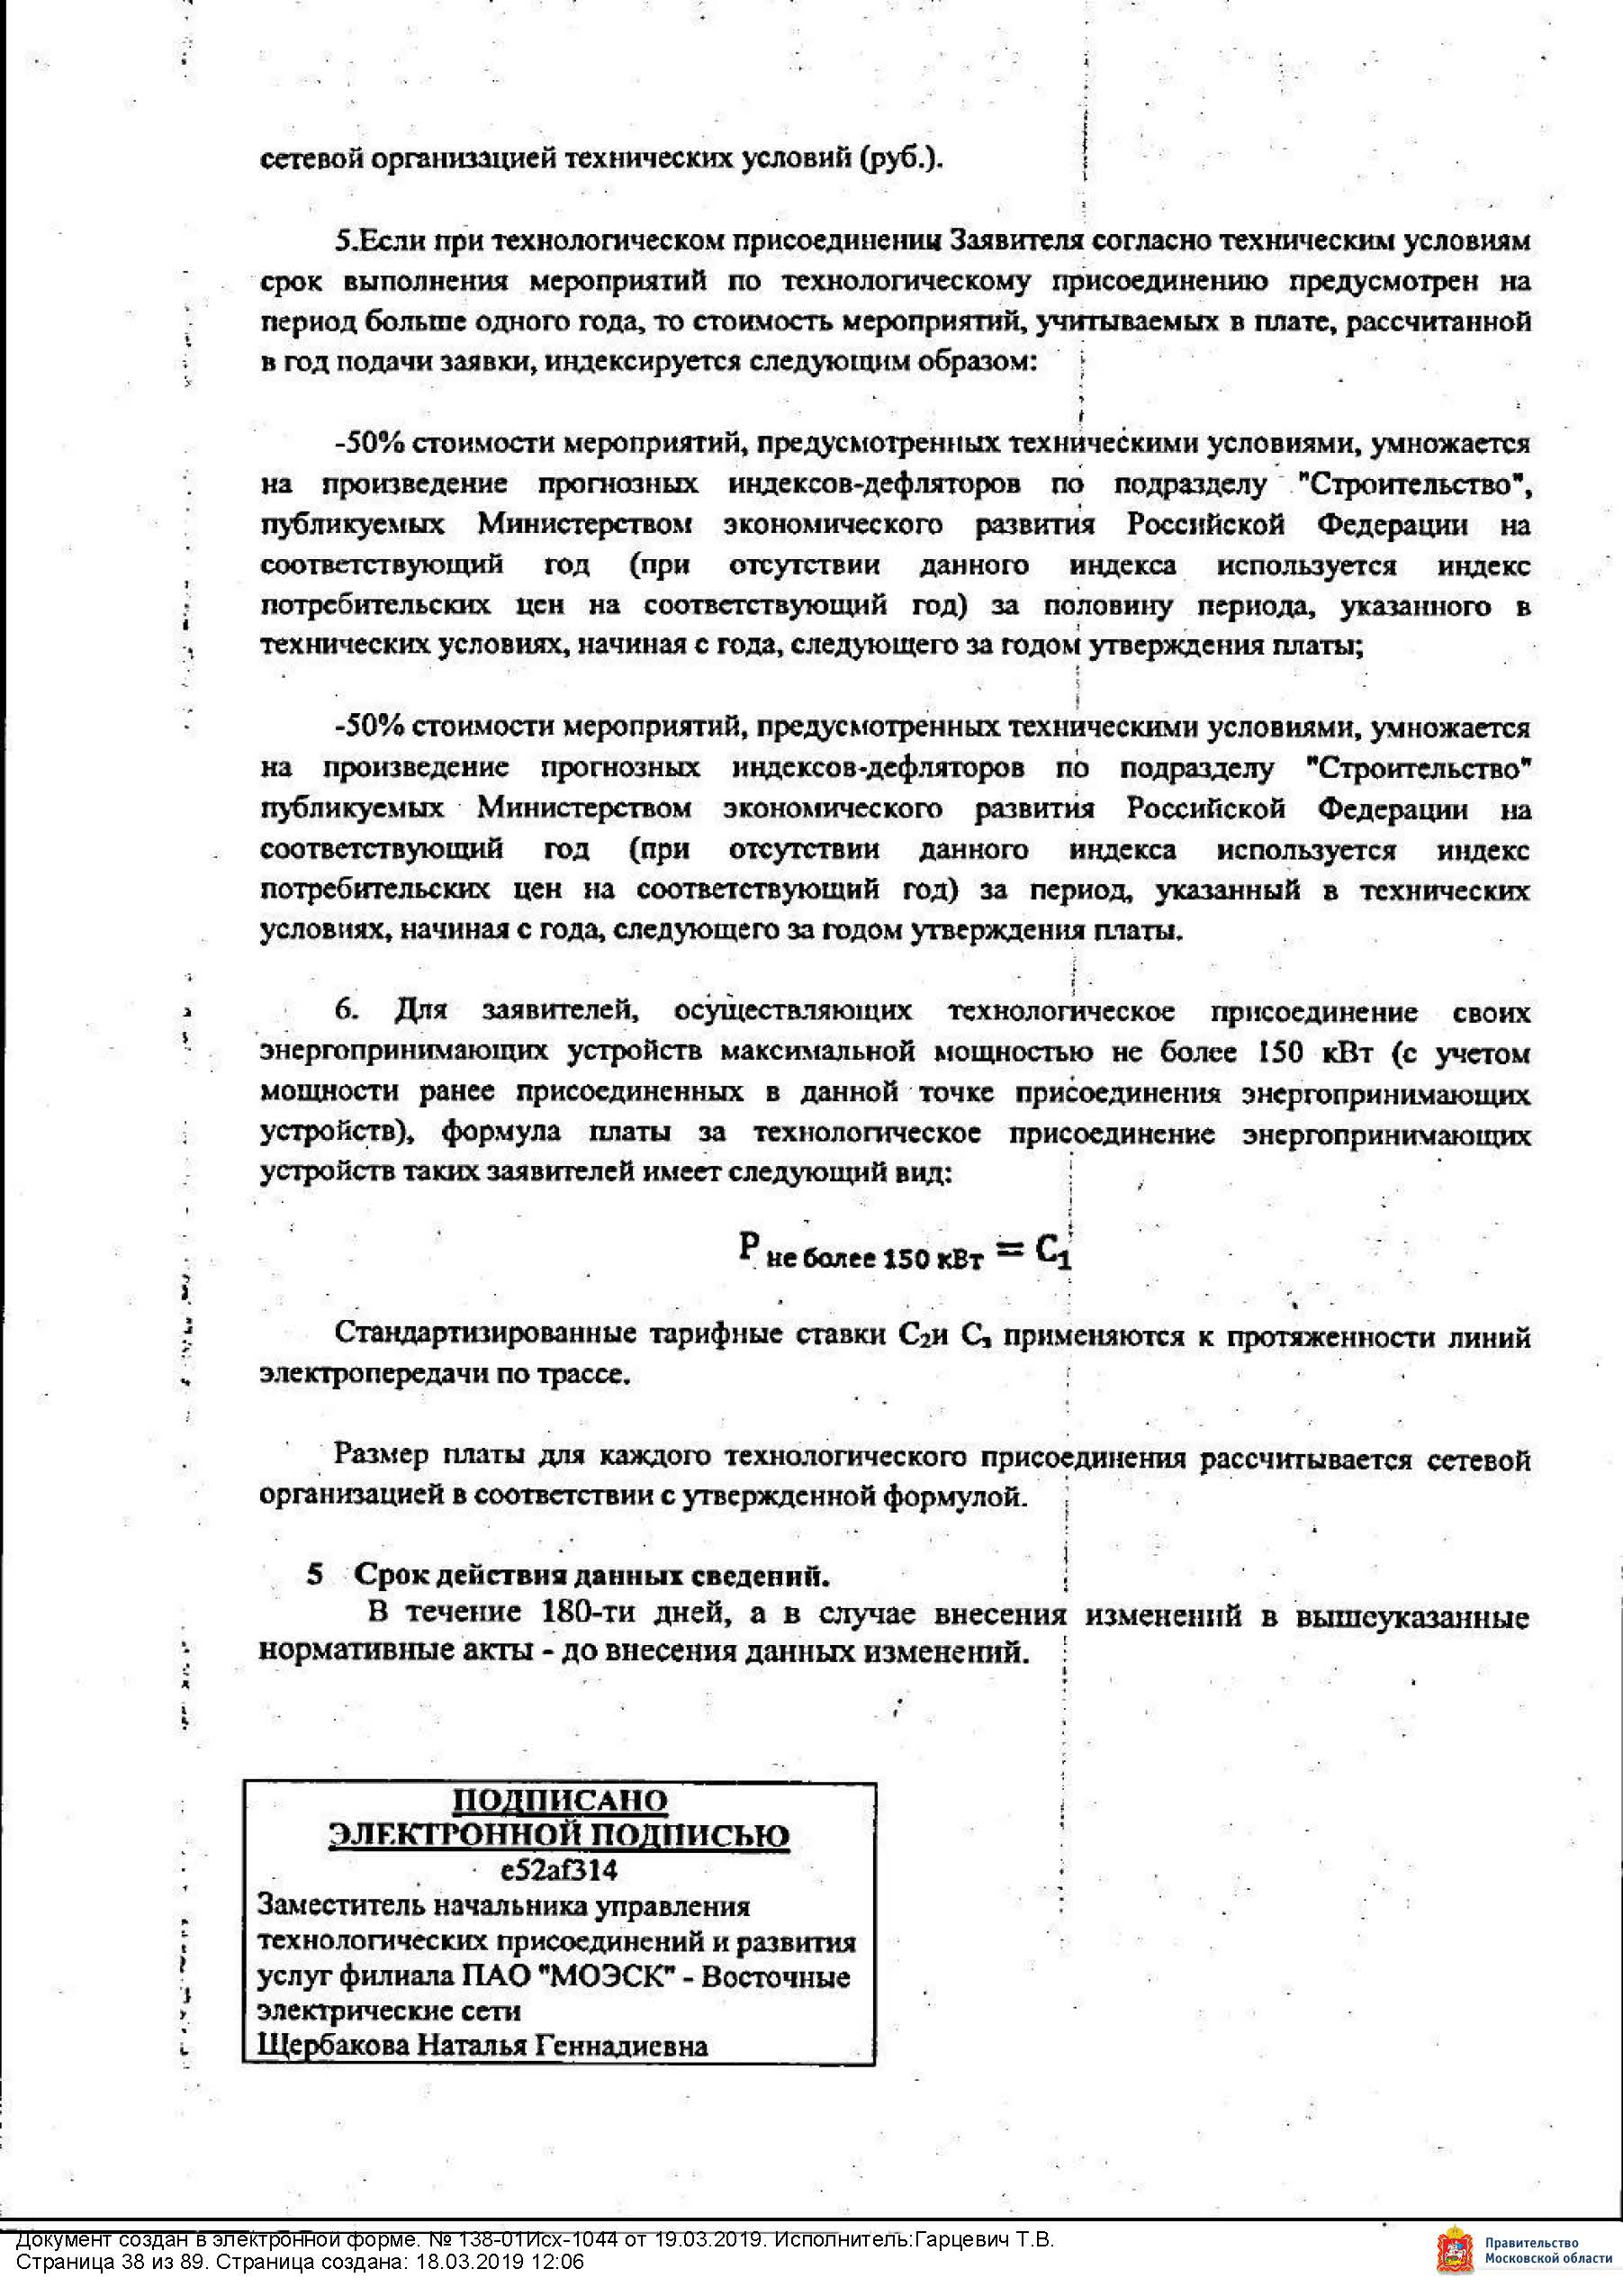 сетевой организацией технических условий (руб.).
5.Если при технологическом присоединении Заявителя согласно техническим условиям
срок выполнения мероприятий по технологическому присоединению предусмотрен на
период больше одного года, то стоимость мероприятий, учитываемых в плате, рассчитанной
в год подачи заявки, индексируется следующим образом:
-50% стоимости мероприятий, предусмотренных техническими условиями, умножается
на произведение прогнозных индексов-дефляторов по подразделу "Строительство",
публикуемых Министерством экономического развития Российской Федерации на
соответствующий год (при отсутствии данного индекса используется индекс
потребительских цен на соответствующий год) за половину периода, указанного в
технических условиях, начиная с года, следующего за годом утверждения платы;
-50% стоимости мероприятий, предусмотренных техническими условиями, умножается
на произведение прогнозных индексов-дефляторов по подразделу "Строительство"
публикуемых Министерством экономического развития Российской Федерации на
соответствующий год (при отсутствии данного индекса используется индекс
потребительских цен на соответствующий год) за период, указанный в технических
условиях, начиная с года, следующего за годом утверждения платы.
6. Для заявителей, осуществляющих технологическое присоединение своих
энергопринимающих устройств максимальной мощностью не более 150 кВт (с учетом
мощности ранее присоединенных в данной точке присоединения энергопринимающих
устройств), формула платы за технологическое присоединение энергопринимающих
устройств таких заявителей имеет следующий вид:
P не более 150 кВт = C₁
Стандартизированные тарифные ставки C₂и C₃ применяются к протяженности линий
электропередачи по трассе.
Размер платы для каждого технологического присоединения рассчитывается сетевой
организацией в соответствии с утвержденной формулой.
5 Срок действия данных сведений.
В течение 180-ти дней, а в случае внесения изменений в вышеуказанные
нормативные акты - до внесения данных изменений.
ПОДПИСАНО
ЭЛЕКТРОННОЙ ПОДПИСЬЮ
e52af314
Заместитель начальника управления
технологических присоединений и развития
услуг филиала ПАО "МОЭСК" - Восточные
электрические сети
Щербакова Наталья Геннадиевна
Документ создан в электронной форме. № 138-01Исх-1044 от 19.03.2019. Исполнитель:Гарцевич Т.В.
Страница 38 из 89. Страница создана: 18.03.2019 12:06
Правительство
Московской области